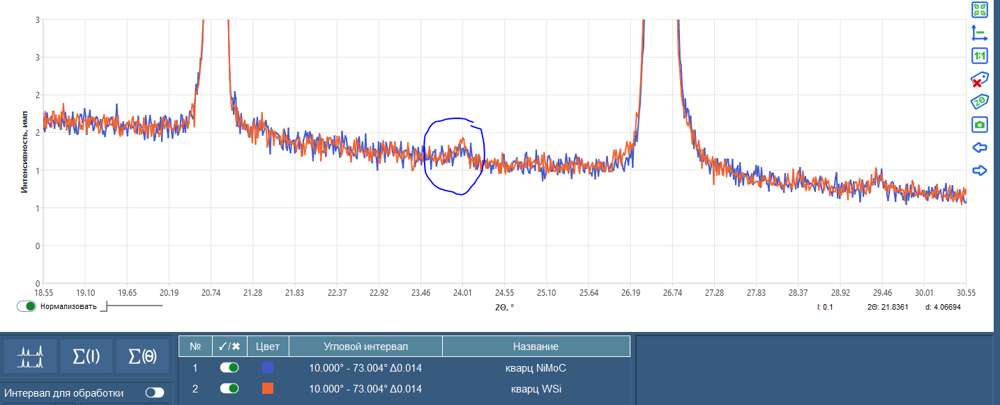 3
3
2
2
1
1
0
0
Интенсивность, имп
18.55 19.10 19.65 20.19 20.74 21.28 21.83 22.37 22.92 23.46 24.01 24.55 25.10 25.64 26.19 26.74 27.28 27.83 28.37 28.92 29.46 30.01 30.55
Нормализовать
2Θ, °
I: 0.1 2Θ: 21.8361 d: 4.06694
1:1
2Θ
Σ(I) Σ(Θ)
Интервал для обработки
№ ✓/✖ Цвет Угловой интервал Название
1 10.000° - 73.004° Δ0.014 кварц NiMoC
2 10.000° - 73.004° Δ0.014 кварц WSi